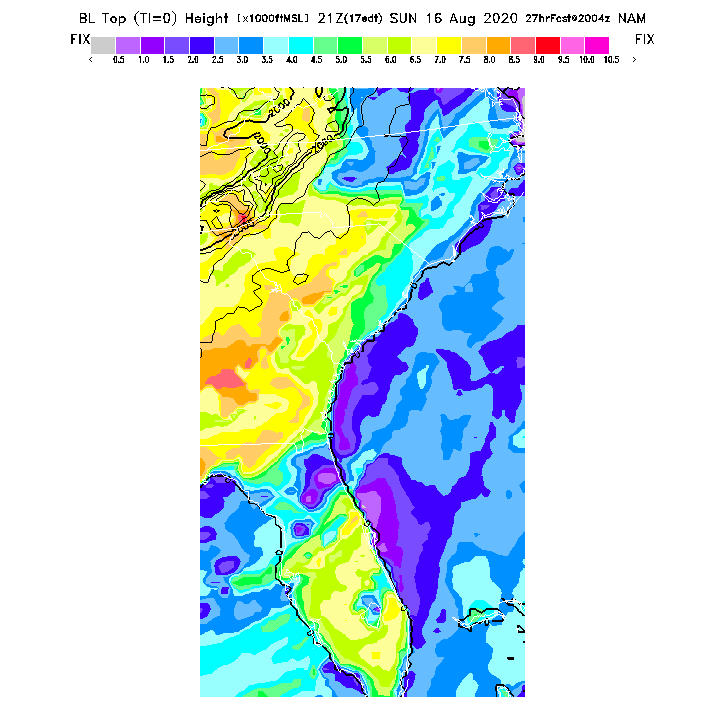 BL Top (TI=0) Height [x1000ftMSL] 21Z(17edt) SUN 16 Aug 2020 27hrFcst@2004z NAM
FIX FIX
< 0.5 1.0 1.5 2.0 2.5 3.0 3.5 4.0 4.5 5.0 5.5 6.0 6.5 7.0 7.5 8.0 8.5 9.0 9.5 10.0 10.5 >
2000
2000
2000